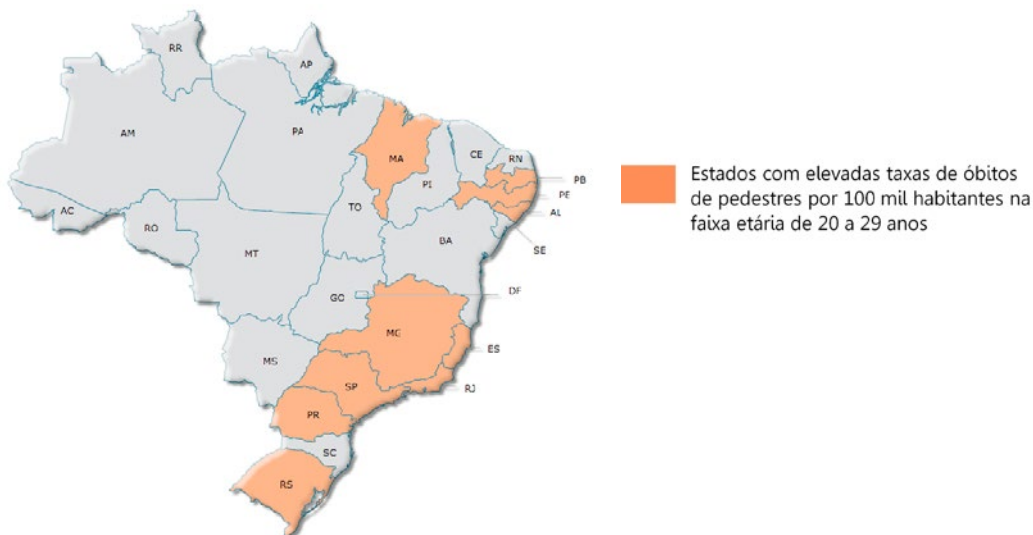 RR
AP
AM
PA
MA
CE
RN
PI
PB
PE
AL
SE
AC
RO
TO
BA
MT
GO
DF
MG
ES
MS
SP
RJ
PR
SC
RS
Estados com elevadas taxas de óbitos
de pedestres por 100 mil habitantes na
faixa etária de 20 a 29 anos